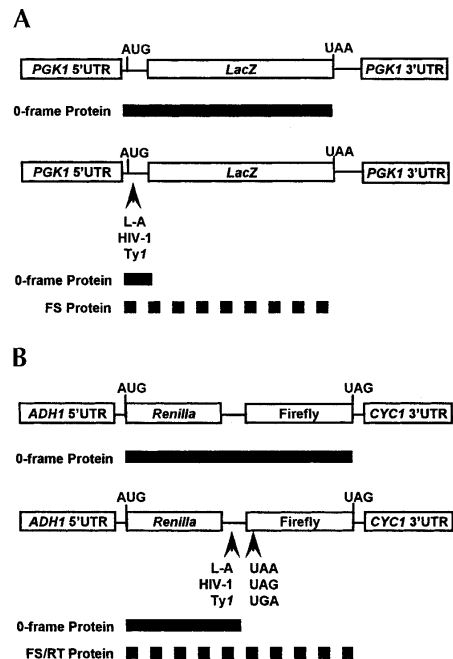 A
AUG UAA
PGK1 5'UTR LacZ PGK1 3'UTR
0-frame Protein
AUG UAA
PGK1 5'UTR LacZ PGK1 3'UTR
L-A
HIV-1
Ty1
0-frame Protein
FS Protein
B
AUG UAG
ADH1 5'UTR Renilla Firefly CYC1 3'UTR
0-frame Protein
AUG UAG
ADH1 5'UTR Renilla Firefly CYC1 3'UTR
L-A UAA
HIV-1 UAG
Ty1 UGA
0-frame Protein
FS/RT Protein